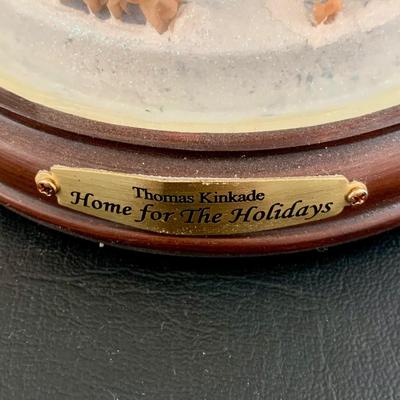 Thomas Kinkade
Home for The Holidays